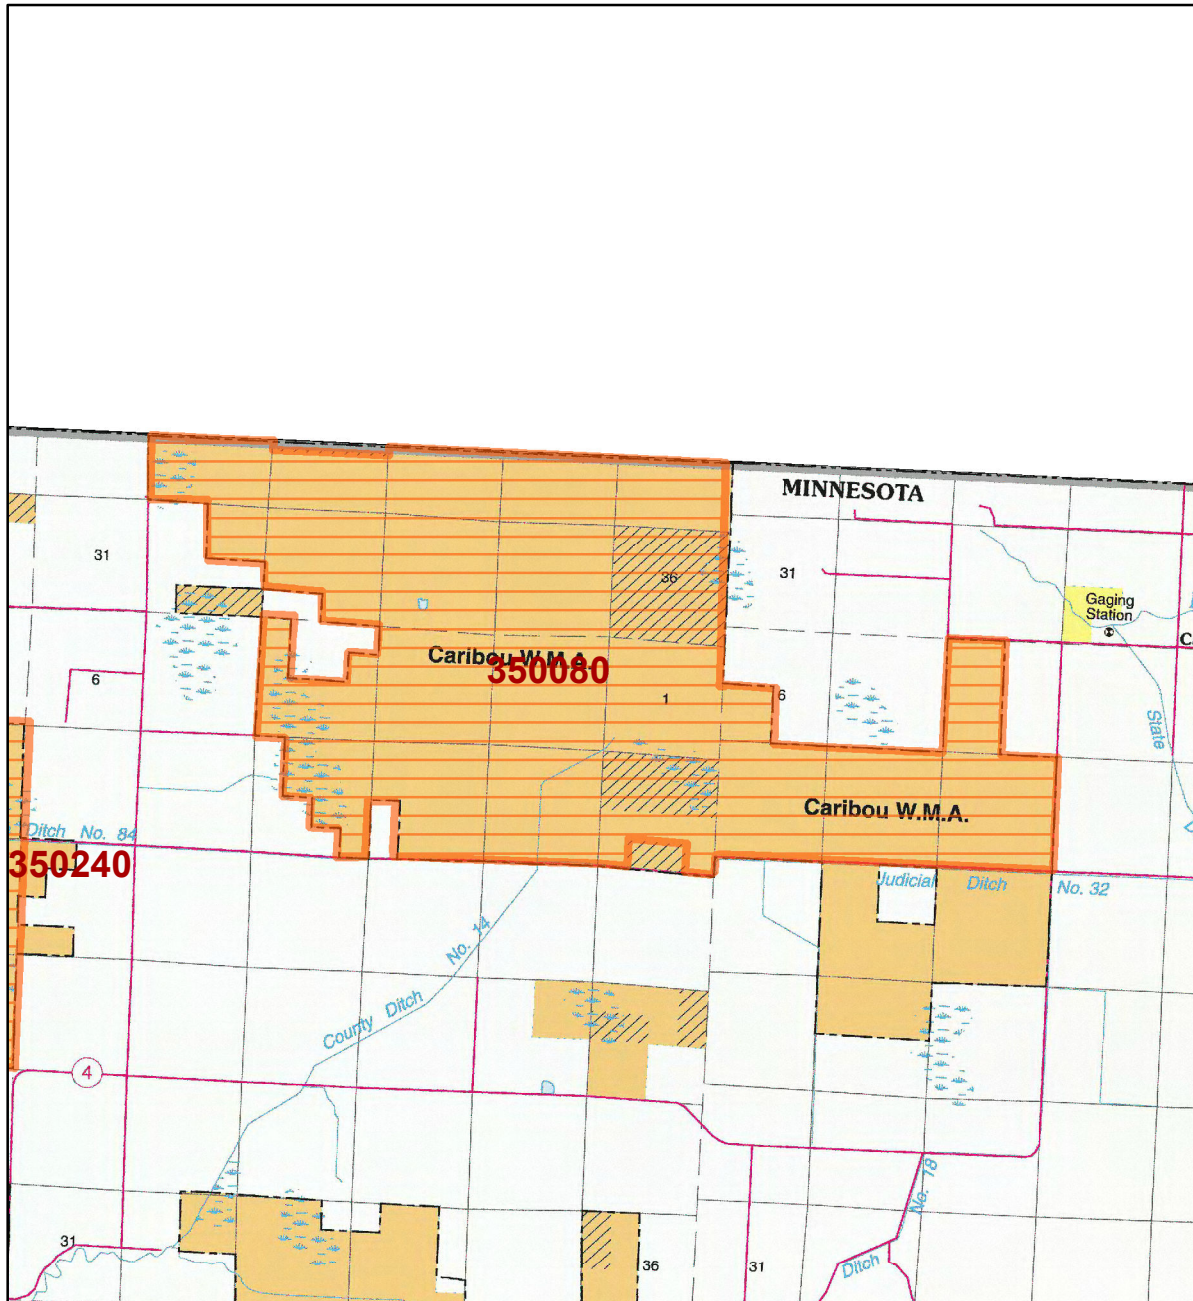 MINNESOTA
31
36
31
Gaging
Station
Caribou W.M.A.
350080
6
1
6
State
Caribou W.M.A.
Ditch No. 84
350240
Judicial Ditch No. 32
County Ditch No. 14
4
Ditch No. 18
31
36
31